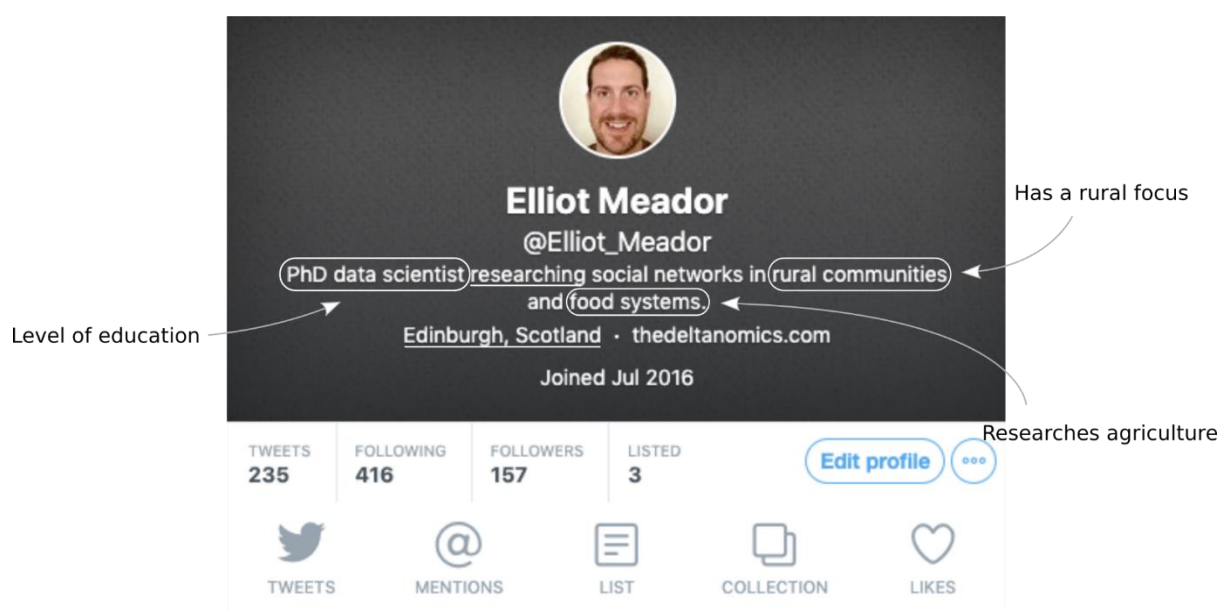 Elliot Meador
@Elliot_Meador
Has a rural focus
PhD data scientist researching social networks in rural communities
and food systems.
Level of education
Edinburgh, Scotland · thedeltanomics.com
Joined Jul 2016
Researches agriculture
TWEETS FOLLOWING FOLLOWERS LISTED
235 416 157 3
Edit profile
TWEETS MENTIONS LIST COLLECTION LIKES